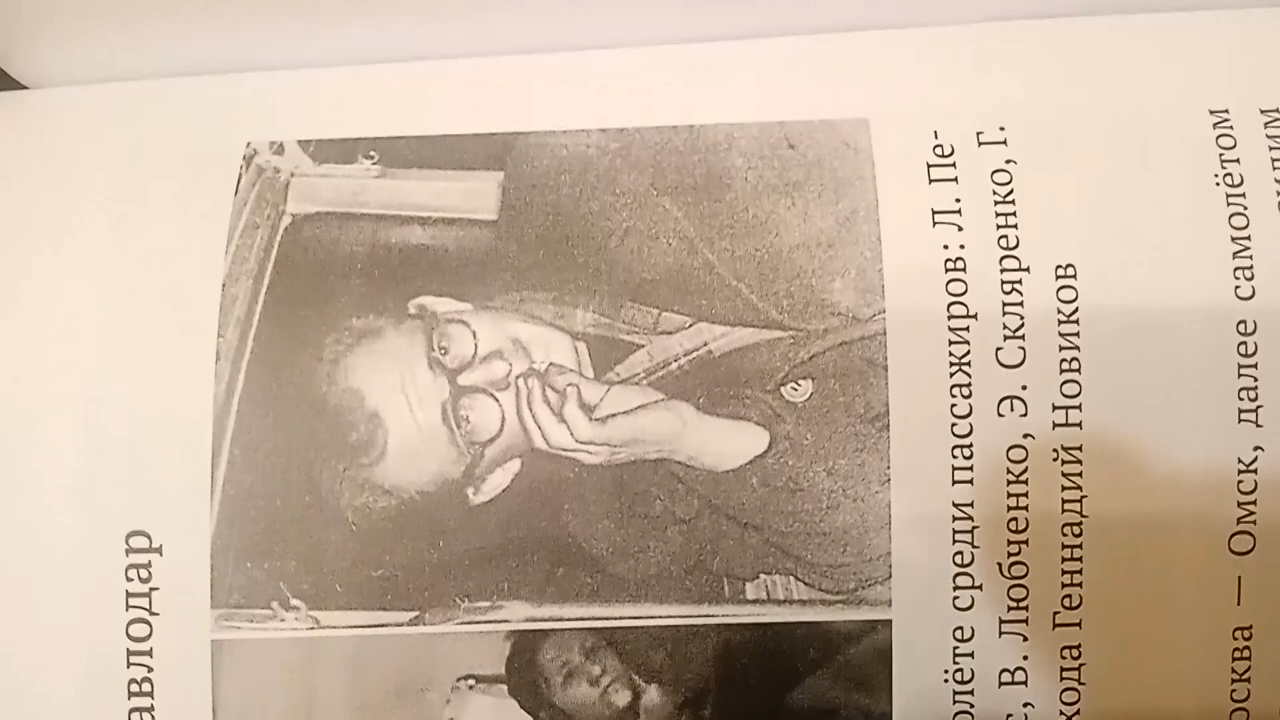 авлодар
олёте среди пассажиров: Л. Пе-
с, В. Любченко, Э. Скляренко, Г.
хода Геннадий Новиков
осква — Омск, далее самолётом